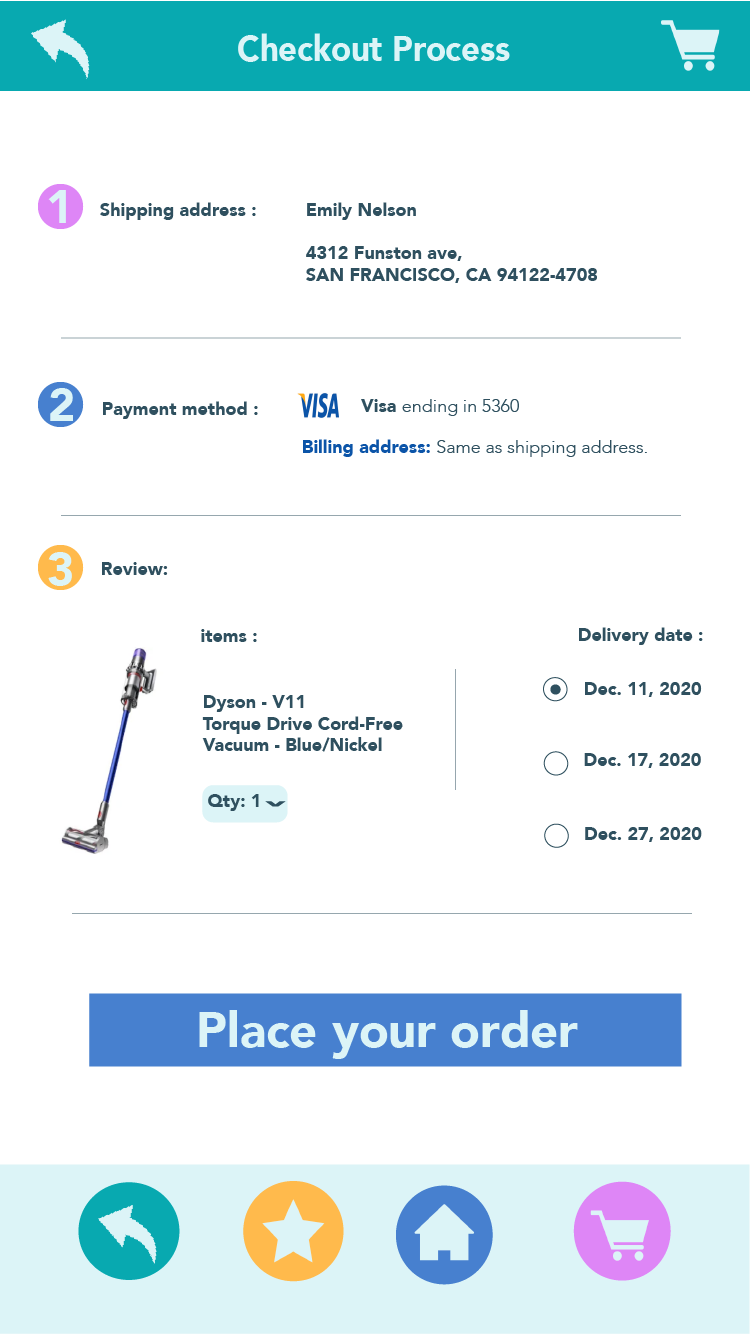 Checkout Process
1
Shipping address :
Emily Nelson
4312 Funston ave,
SAN FRANCISCO, CA 94122-4708
2
Payment method :
VISA
Visa ending in 5360
Billing address: Same as shipping address.
3
Review:
items :
Dyson - V11
Torque Drive Cord-Free
Vacuum - Blue/Nickel
Qty: 1
Delivery date :
Dec. 11, 2020
Dec. 17, 2020
Dec. 27, 2020
Place your order